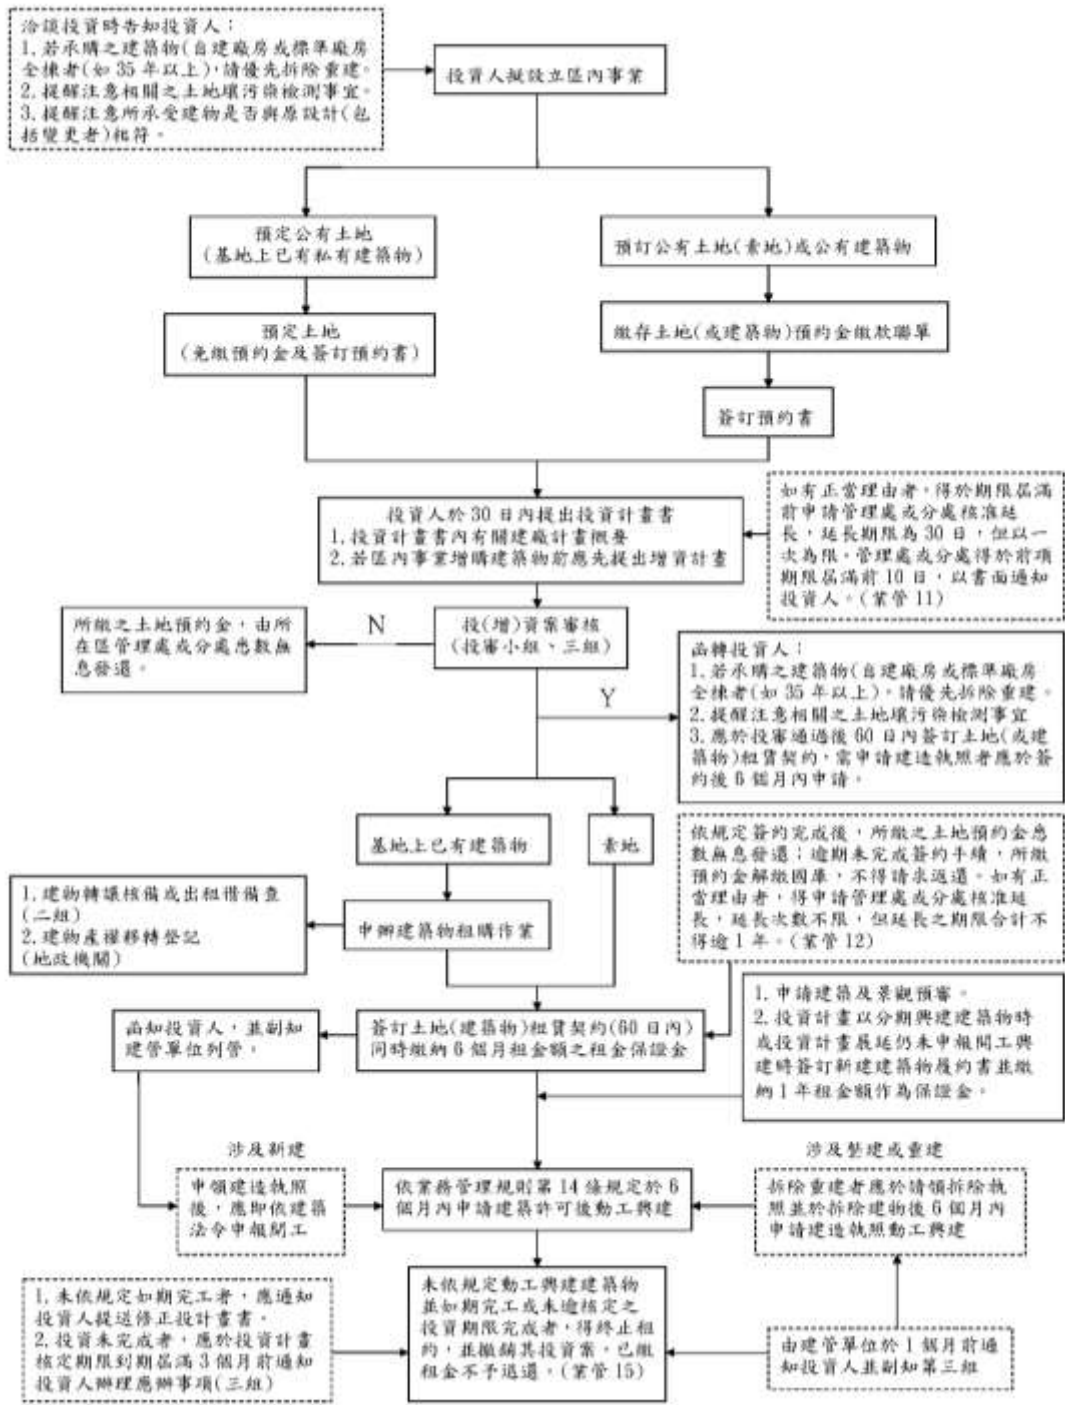 洽談投資時告知投資人：
1.若承購之建築物(自建廠房或標準廠房
全棟者(如 35 年以上),請優先拆除重建。
2.提醒注意相關之土地壤污染檢測事宜。
3.提醒注意所承受建物是否與原設計(包
括變更者)相符。
投資人擬設立區內事業
預定公有土地
(基地上已有私有建築物)
預訂公有土地(素地)或公有建築物
預定土地
(免繳預約金及簽訂預約書)
繳存土地(或建築物)預約金繳款聯單
簽訂預約書
投資人於 30 日內提出投資計畫書
1.投資計畫書內有關建廠計畫概要
2.若區內事業增購建築物前應先提出增資計畫
如有正當理由者，得於期限屆滿
前申請管理處或分處核准延
長，延長期限為 30 日，但以一
次為限。管理處或分處得於前項
期限屆滿前 10 日，以書面通知
投資人。(業管 11)
所繳之土地預約金，由所
在區管理處或分處悉數無
息發還。
N
投(增)資案審核
(投審小組、三組)
Y
函轉投資人：
1.若承購之建築物(自建廠房或標準廠房
全棟者(如 35 年以上)，請優先拆除重建。
2.提醒注意相關之土地壤污染檢測事宜
3.應於投審通過後 60 日內簽訂土地(或建
築物)租賃契約，需申請建造執照者應於簽
約後 6 個月內申請。
基地上已有建築物
素地
依規定簽約完成後，所繳之土地預約金悉
數無息發還；逾期未完成簽約手續，所繳
預約金解繳國庫，不得請求返還。如有正
當理由者，得申請管理處或分處核准延
長，延長次數不限，但延長之期限合計不
得逾 1 年。(業管 12)
1.建物轉讓核備或出租借備查
(二組)
2.建物產權移轉登記
(地政機關)
申辦建築物租購作業
1.申請建築及景觀預審。
2.投資計畫以分期興建建築物時
或投資計畫展延仍未申報開工興
建時簽訂新建建築物履約書並繳
納 1 年租金額作為保證金。
函知投資人，並副知
建管單位列管。
簽訂土地(建築物)租賃契約(60 日內)
同時繳納 6 個月租金額之租金保證金
涉及新建
涉及整建或重建
申領建造執照
後，應即依建築
法令申報開工
依業務管理規則第 14 條規定於 6
個月內申請建築許可後動工興建
拆除重建者應於請領拆除執
照並於拆除建物後 6 個月內
申請建造執照動工興建
1.未依規定如期完工者，應通知
投資人提送修正投計畫書。
2.投資未完成者，應於投資計畫
核定期限到期屆滿 3 個月前通知
投資人辦理應辦事項(三組)
未依規定動工興建建築物
並如期完工或未逾核定之
投資期限完成者，得終止租
約，並撤銷其投資案，已繳
租金不予退還。(業管 15)
由建管單位於 1 個月前通
知投資人並副知第三組